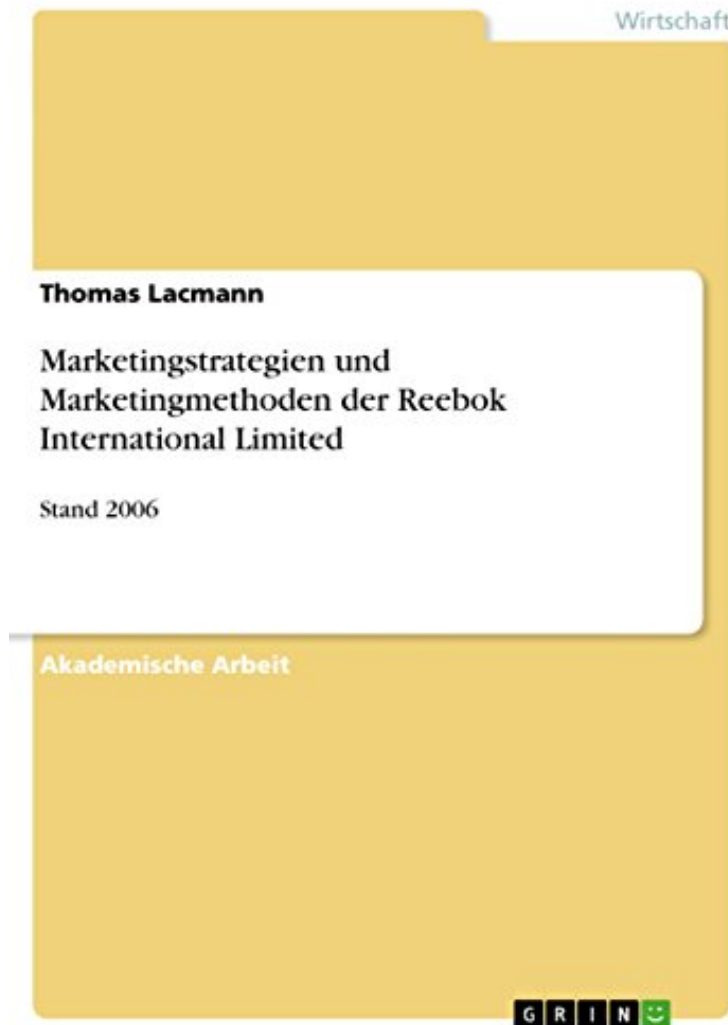 Wirtschaft
Thomas Lacmann
Marketingstrategien und
Marketingmethoden der Reebok
International Limited
Stand 2006
Akademische Arbeit
GRIN